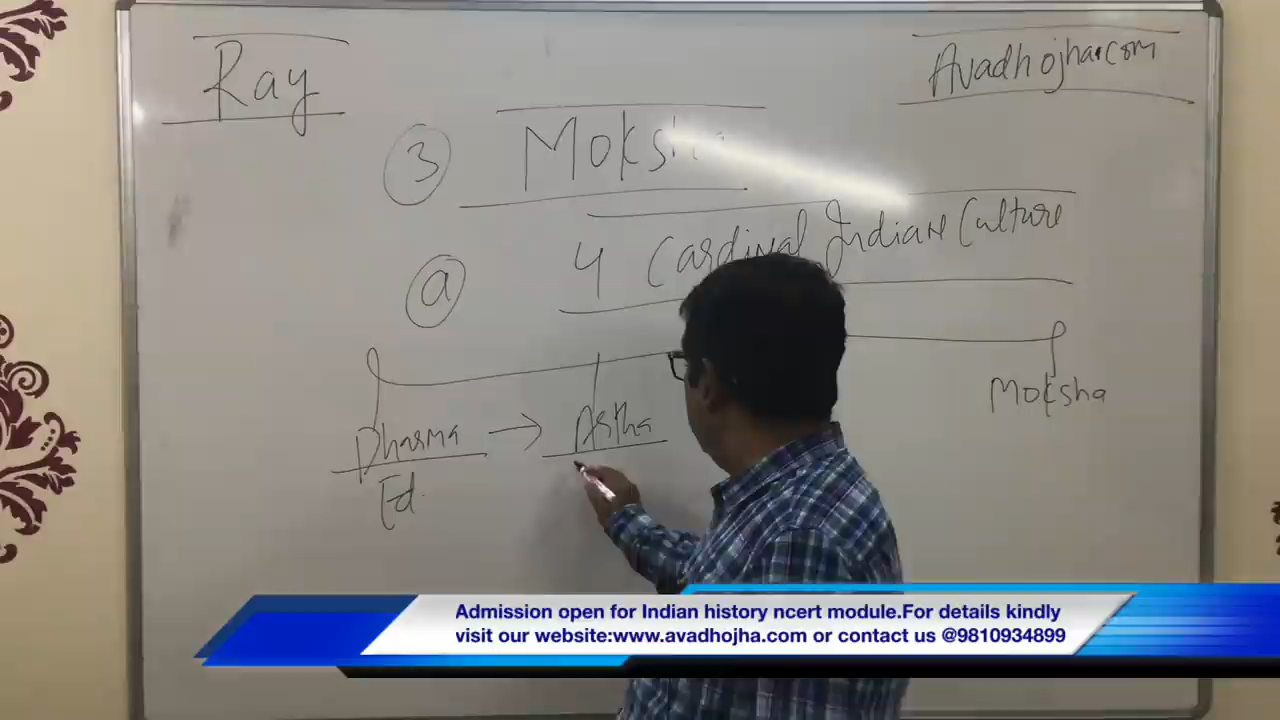 Ray
Avadhojha.com
3 Moksha
a 4 Cardinal Indian Culture
Dharma → Artha
Moksha
Ed.
Admission open for Indian history ncert module.For details kindly
visit our website:www.avadhojha.com or contact us @9810934899